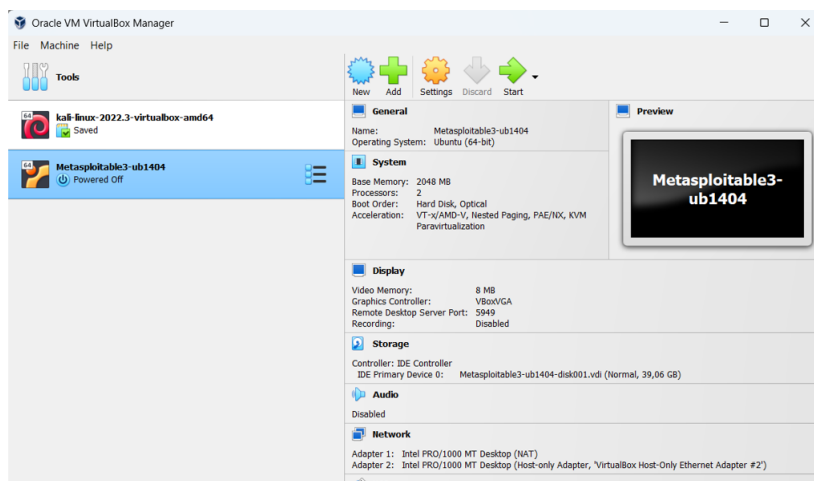 Oracle VM VirtualBox Manager
File Machine Help
Tools
New Add Settings Discard Start
64
kali-linux-2022.3-virtualbox-amd64
Saved
64
Metasploitable3-ub1404
Powered Off
General
Name: Metasploitable3-ub1404
Operating System: Ubuntu (64-bit)
Preview
Metasploitable3-
ub1404
System
Base Memory: 2048 MB
Processors: 2
Boot Order: Hard Disk, Optical
Acceleration: VT-x/AMD-V, Nested Paging, PAE/NX, KVM
Paravirtualization
Display
Video Memory: 8 MB
Graphics Controller: VBoxVGA
Remote Desktop Server Port: 5949
Recording: Disabled
Storage
Controller: IDE Controller
IDE Primary Device 0: Metasploitable3-ub1404-disk001.vdi (Normal, 39,06 GB)
Audio
Disabled
Network
Adapter 1: Intel PRO/1000 MT Desktop (NAT)
Adapter 2: Intel PRO/1000 MT Desktop (Host-only Adapter, 'VirtualBox Host-Only Ethernet Adapter #2')